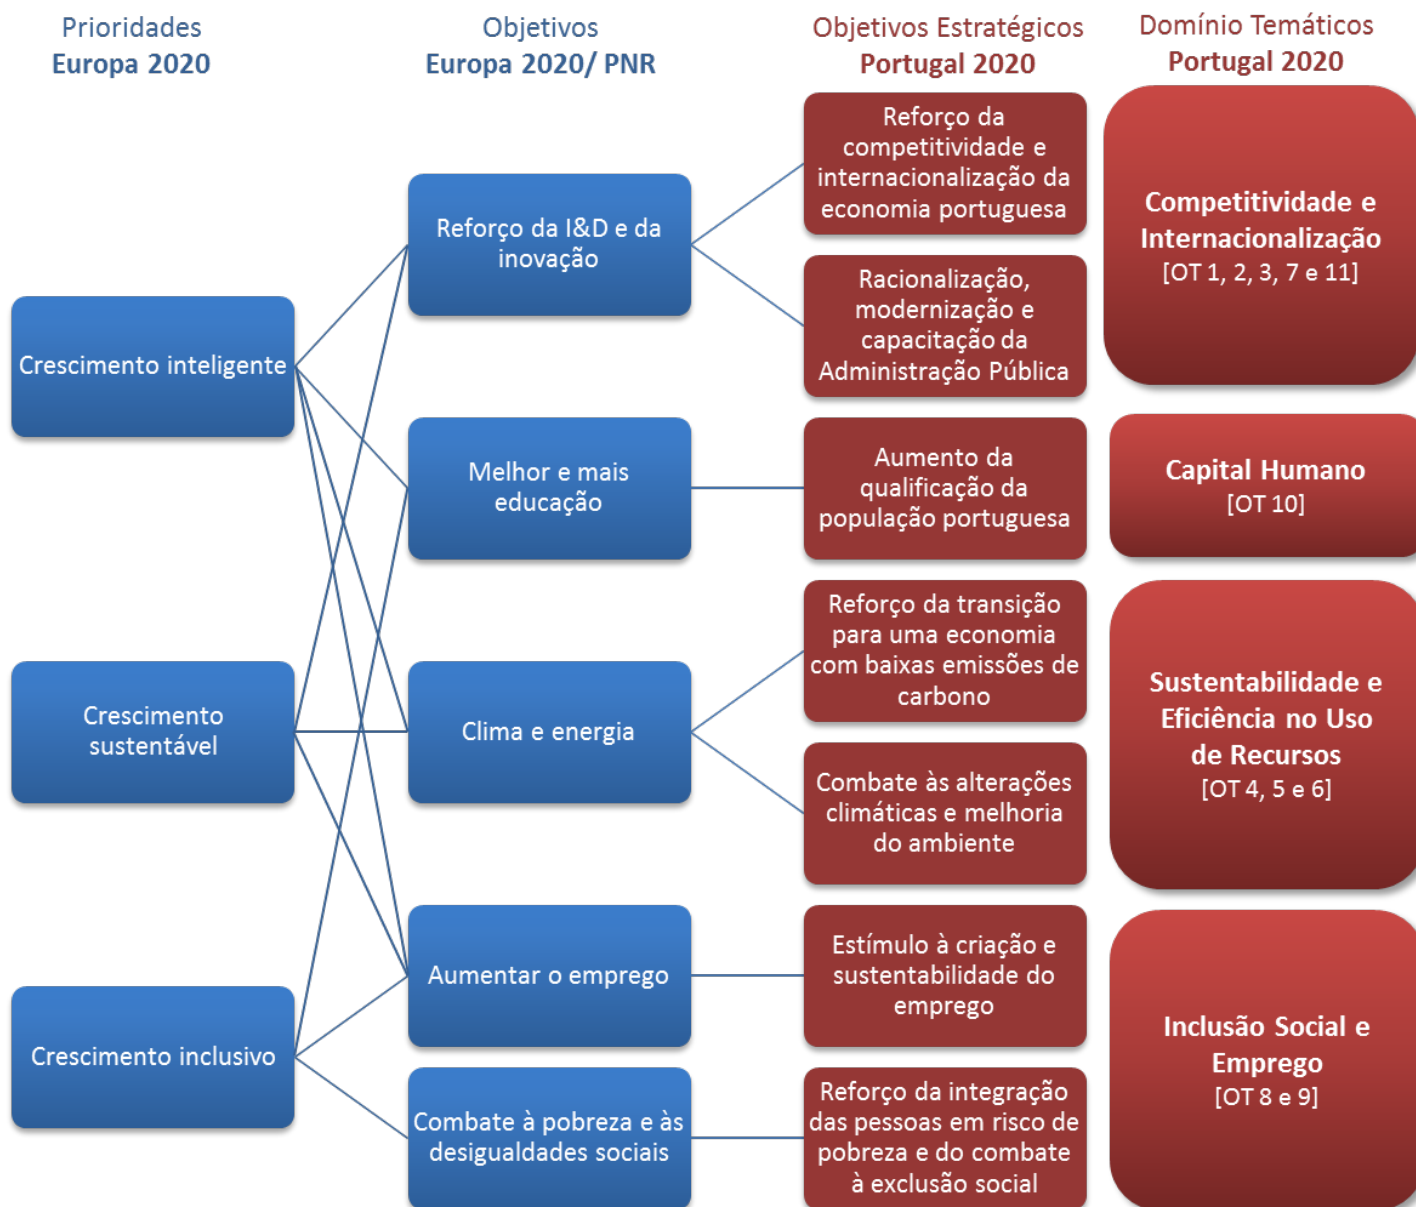 Prioridades
Europa 2020
Objetivos
Europa 2020/ PNR
Objetivos Estratégicos
Portugal 2020
Domínio Temáticos
Portugal 2020
Crescimento inteligente
Crescimento
sustentável
Crescimento inclusivo
Reforço da I&D e da
inovação
Melhor e mais
educação
Clima e energia
Aumentar o emprego
Combate à pobreza e às
desigualdades sociais
Reforço da
competitividade e
internacionalização da
economia portuguesa
Racionalização,
modernização e
capacitação da
Administração Pública
Aumento da
qualificação da
população portuguesa
Reforço da transição
para uma economia
com baixas emissões de
carbono
Combate às alterações
climáticas e melhoria
do ambiente
Estímulo à criação e
sustentabilidade do
emprego
Reforço da integração
das pessoas em risco de
pobreza e do combate
à exclusão social
Competitividade e
Internacionalização
[OT 1, 2, 3, 7 e 11]
Capital Humano
[OT 10]
Sustentabilidade e
Eficiência no Uso
de Recursos
[OT 4, 5 e 6]
Inclusão Social e
Emprego
[OT 8 e 9]